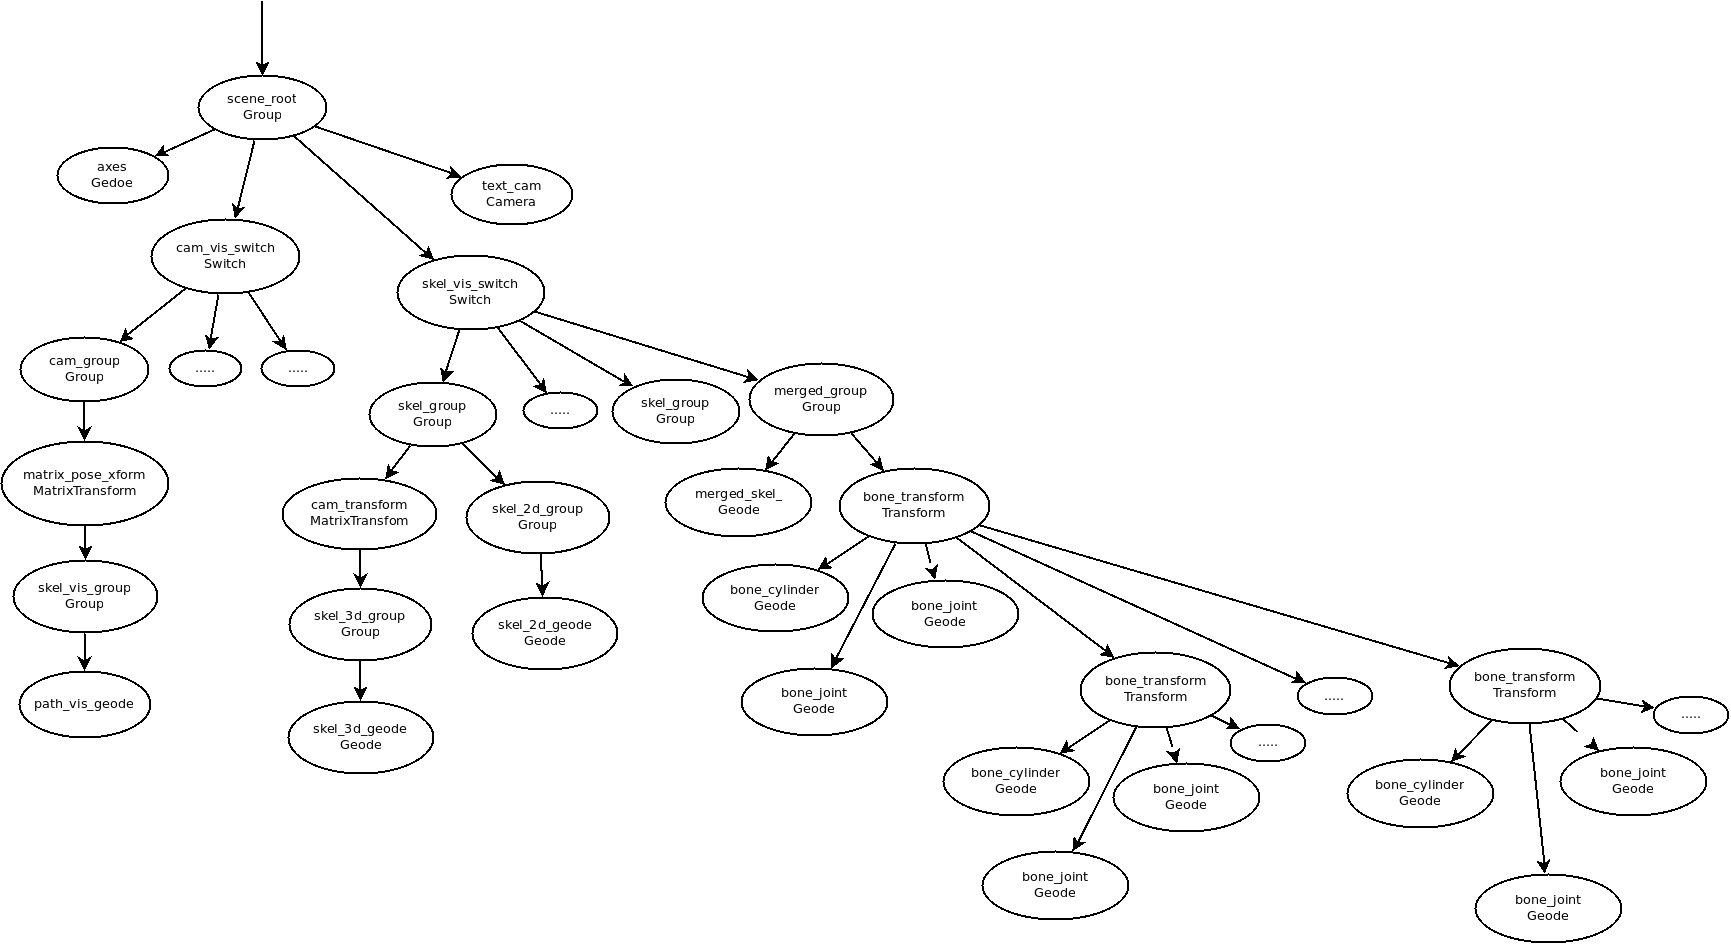 scene_root
Group
axes
Gedoe
text_cam
Camera
cam_vis_switch
Switch
skel_vis_switch
Switch
cam_group
Group
.....
.....
skel_group
Group
.....
skel_group
Group
merged_group
Group
matrix_pose_xform
MatrixTransform
cam_transform
MatrixTransfom
skel_2d_group
Group
merged_skel_
Geode
bone_transform
Transform
skel_vis_group
Group
skel_3d_group
Group
skel_2d_geode
Geode
bone_cylinder
Geode
bone_joint
Geode
path_vis_geode
skel_3d_geode
Geode
bone_joint
Geode
bone_transform
Transform
.....
bone_transform
Transform
.....
.....
bone_cylinder
Geode
bone_joint
Geode
bone_cylinder
Geode
bone_joint
Geode
bone_joint
Geode
bone_joint
Geode